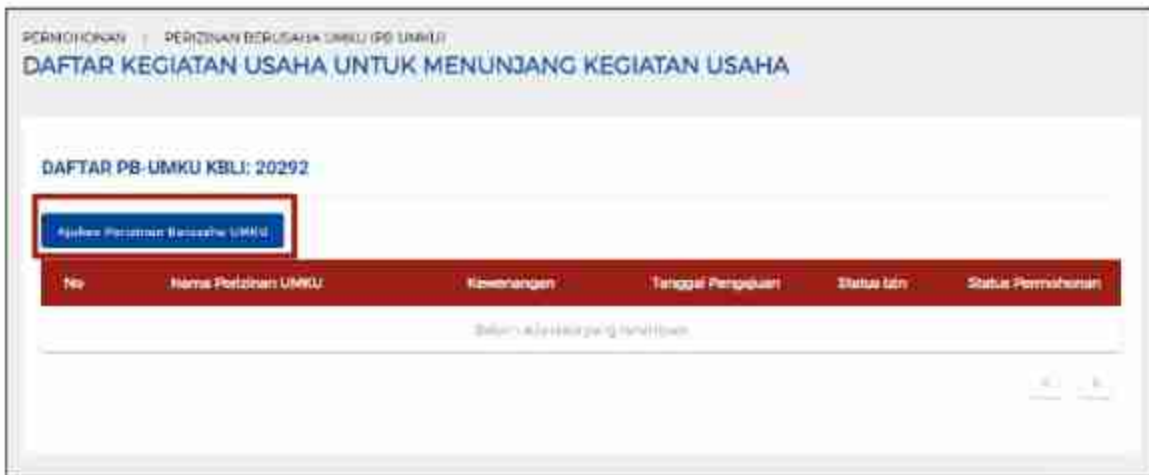 PERMOHONAN | PERIZINAN BERUSAHA UMKU (PB UMKU)
DAFTAR KEGIATAN USAHA UNTUK MENUNJANG KEGIATAN USAHA
DAFTAR PB-UMKU KBLI: 20292
Ajukan Perizinan Berusaha UMKU
No Nama Perizinan UMKU Kewenangan Tanggal Pengajuan Status Izin Status Permohonan